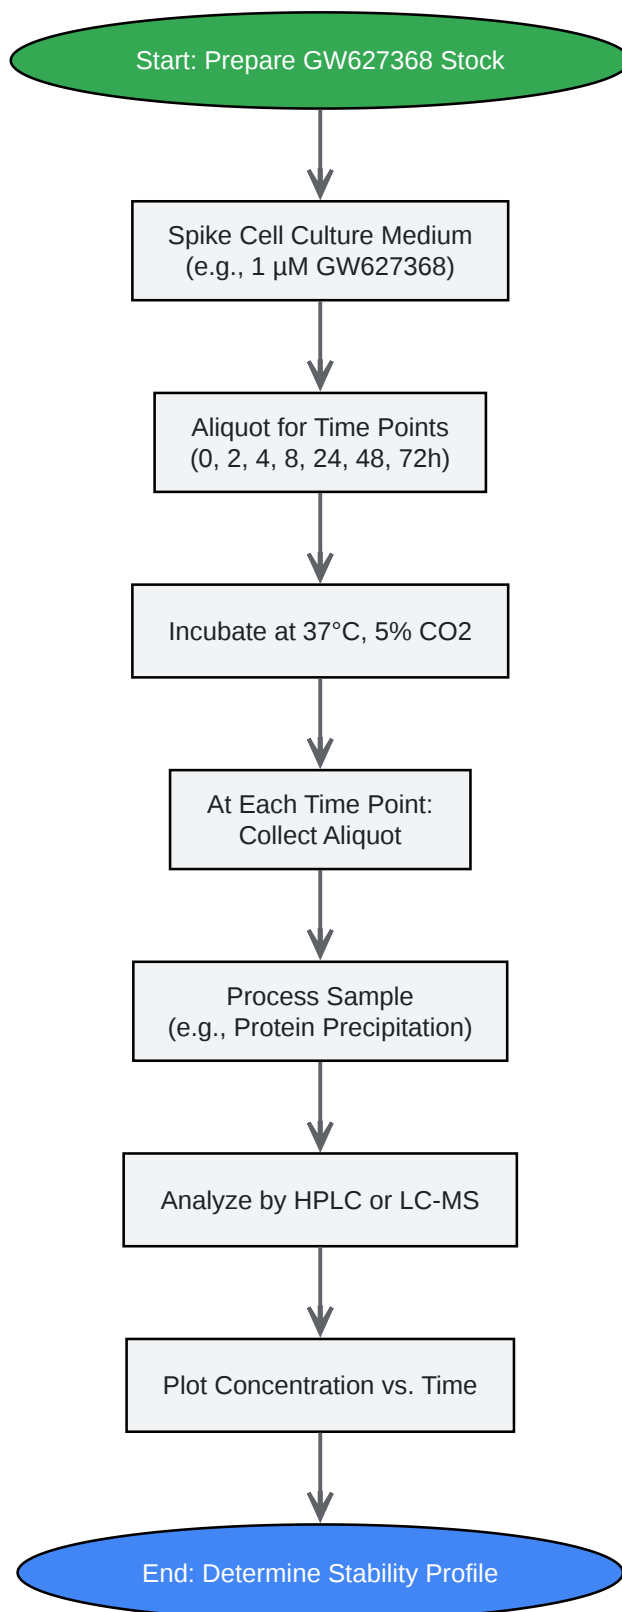 Start: Prepare GW627368 Stock
Spike Cell Culture Medium
(e.g., 1 µM GW627368)
Aliquot for Time Points
(0, 2, 4, 8, 24, 48, 72h)
Incubate at 37°C, 5% CO2
At Each Time Point:
Collect Aliquot
Process Sample
(e.g., Protein Precipitation)
Analyze by HPLC or LC-MS
Plot Concentration vs. Time
End: Determine Stability Profile